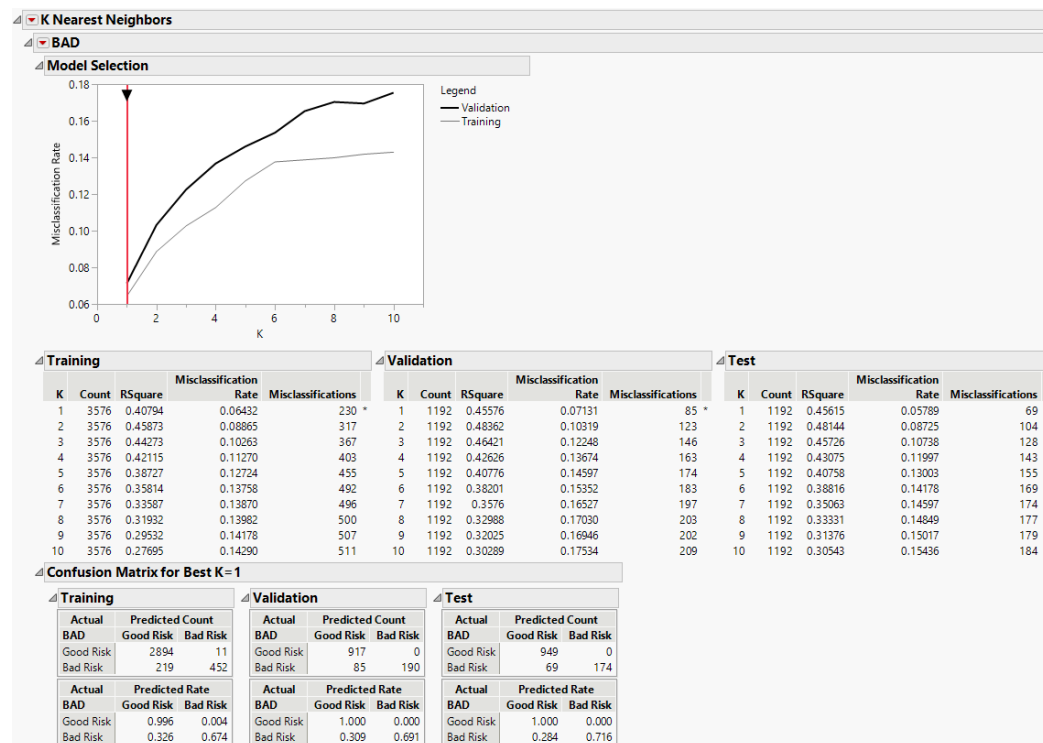 K Nearest Neighbors
BAD
Model Selection
0.18
0.16
0.14
0.12
0.10
0.08
0.06
Misclassification Rate
0 2 4 6 8 10
K
Legend
Validation
Training
Training Validation Test
Misclassification Misclassification Misclassification
K Count RSquare Rate Misclassifications K Count RSquare Rate Misclassifications K Count RSquare Rate Misclassifications
1 3576 0.40794 0.06432 230 * 1 1192 0.45576 0.07131 85 * 1 1192 0.45615 0.05789 69
2 3576 0.45873 0.08865 317 2 1192 0.48362 0.10319 123 2 1192 0.48144 0.08725 104
3 3576 0.44273 0.10263 367 3 1192 0.46421 0.12248 146 3 1192 0.45726 0.10738 128
4 3576 0.42115 0.11270 403 4 1192 0.42626 0.13674 163 4 1192 0.43075 0.11997 143
5 3576 0.38727 0.12724 455 5 1192 0.40776 0.14597 174 5 1192 0.40758 0.13003 155
6 3576 0.35814 0.13758 492 6 1192 0.38201 0.15352 183 6 1192 0.38816 0.14178 169
7 3576 0.33587 0.13870 496 7 1192 0.3576 0.16527 197 7 1192 0.35063 0.14597 174
8 3576 0.31932 0.13982 500 8 1192 0.32988 0.17030 203 8 1192 0.33331 0.14849 177
9 3576 0.29532 0.14178 507 9 1192 0.32025 0.16946 202 9 1192 0.31376 0.15017 179
10 3576 0.27695 0.14290 511 10 1192 0.30289 0.17534 209 10 1192 0.30543 0.15436 184
Confusion Matrix for Best K=1
Training Validation Test
Actual Predicted Count Actual Predicted Count Actual Predicted Count
BAD Good Risk Bad Risk BAD Good Risk Bad Risk BAD Good Risk Bad Risk
Good Risk 2894 11 Good Risk 917 0 Good Risk 949 0
Bad Risk 219 452 Bad Risk 85 190 Bad Risk 69 174
Actual Predicted Rate Actual Predicted Rate Actual Predicted Rate
BAD Good Risk Bad Risk BAD Good Risk Bad Risk BAD Good Risk Bad Risk
Good Risk 0.996 0.004 Good Risk 1.000 0.000 Good Risk 1.000 0.000
Bad Risk 0.326 0.674 Bad Risk 0.309 0.691 Bad Risk 0.284 0.716